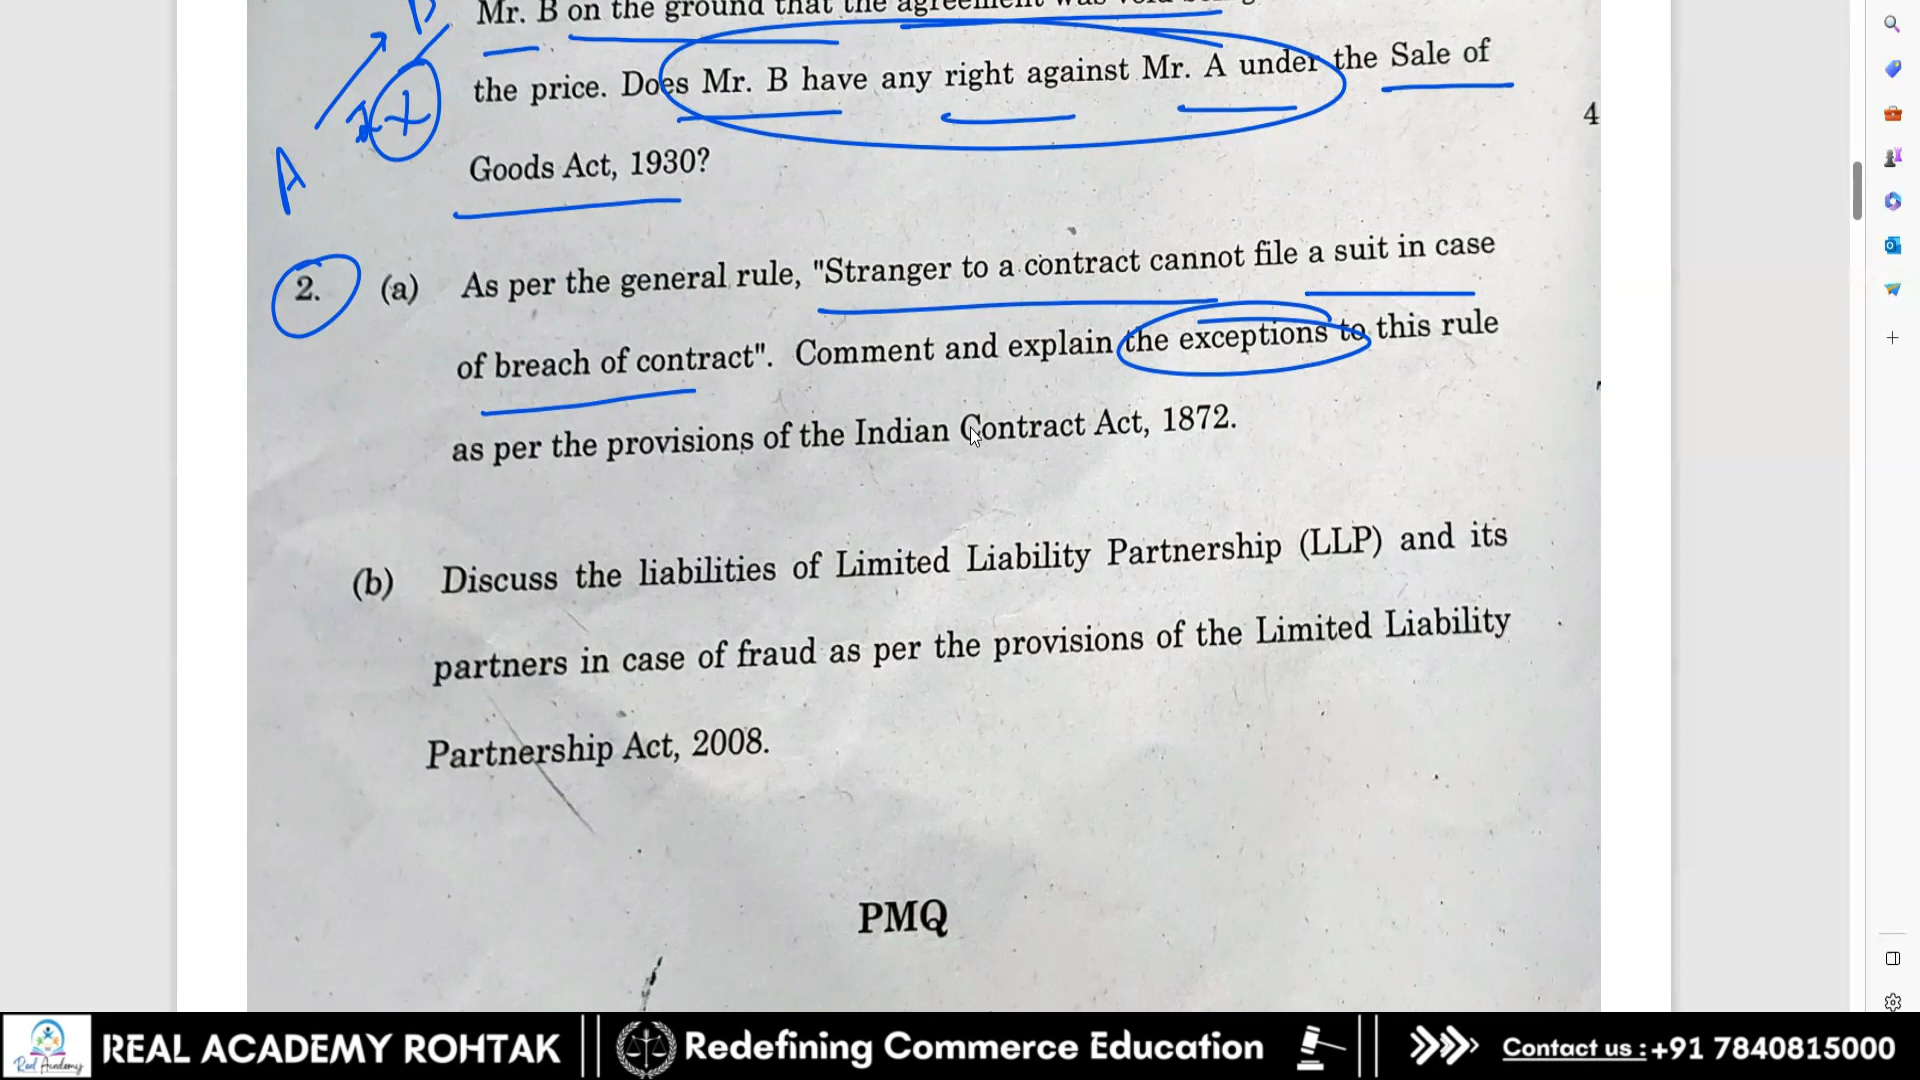 Mr. B on the ground that the agreement was void
the price. Does Mr. B have any right against Mr. A under the Sale of
4
Goods Act, 1930?
A
2. (a) As per the general rule, "Stranger to a contract cannot file a suit in case
of breach of contract". Comment and explain the exceptions to this rule
as per the provisions of the Indian Contract Act, 1872.
(b) Discuss the liabilities of Limited Liability Partnership (LLP) and its
partners in case of fraud as per the provisions of the Limited Liability
Partnership Act, 2008.
PMQ
Real Academy
REAL ACADEMY ROHTAK
Redefining Commerce Education
Contact us : +91 7840815000